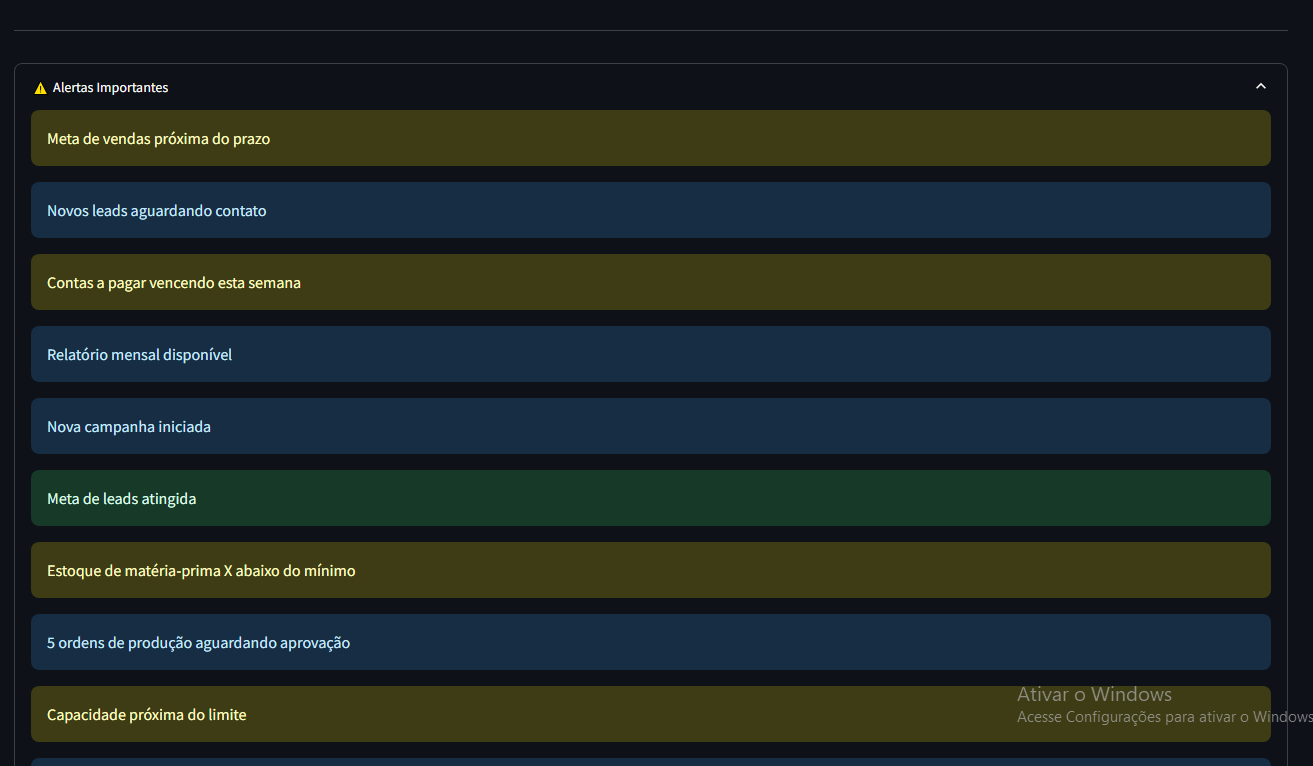 Alertas Importantes
Meta de vendas próxima do prazo
Novos leads aguardando contato
Contas a pagar vencendo esta semana
Relatório mensal disponível
Nova campanha iniciada
Meta de leads atingida
Estoque de matéria-prima X abaixo do mínimo
5 ordens de produção aguardando aprovação
Capacidade próxima do limite
Ativar o Windows
Acesse Configurações para ativar o Windows